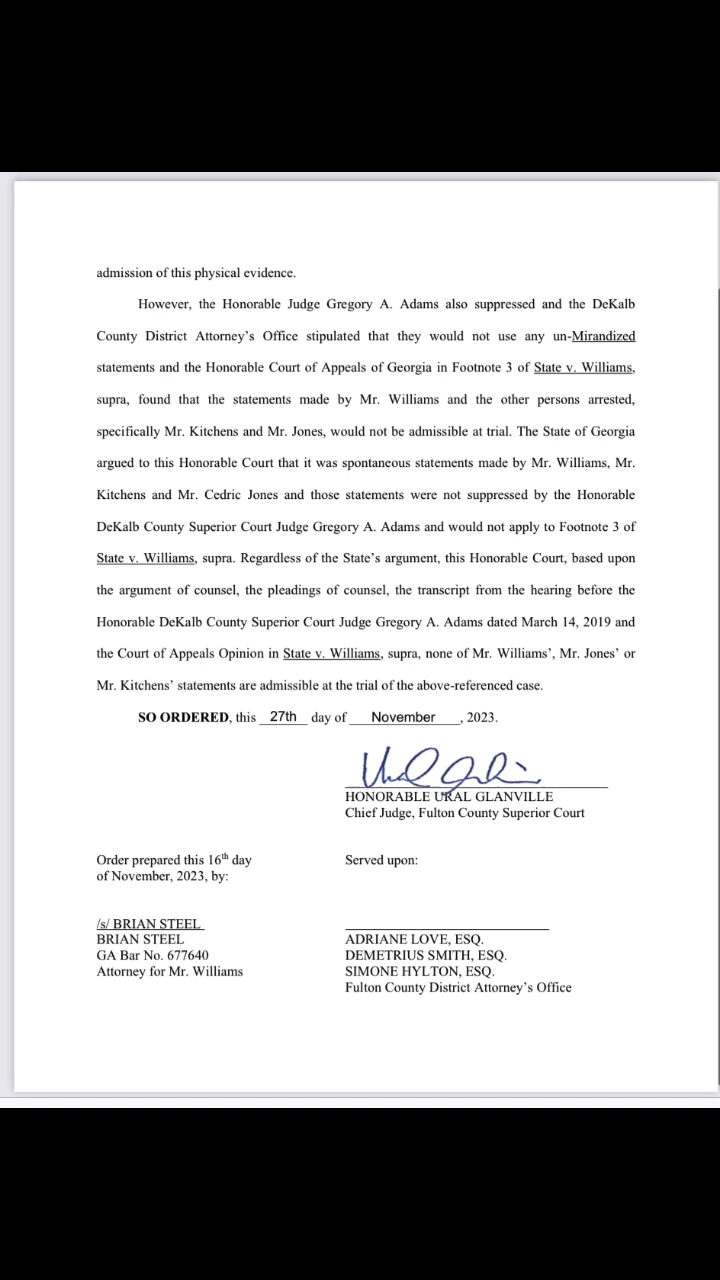 admission of this physical evidence.
However, the Honorable Judge Gregory A. Adams also suppressed and the DeKalb
County District Attorney's Office stipulated that they would not use any un-Mirandized
statements and the Honorable Court of Appeals of Georgia in Footnote 3 of State v. Williams,
supra, found that the statements made by Mr. Williams and the other persons arrested,
specifically Mr. Kitchens and Mr. Jones, would not be admissible at trial. The State of Georgia
argued to this Honorable Court that it was spontaneous statements made by Mr. Williams, Mr.
Kitchens and Mr. Cedric Jones and those statements were not suppressed by the Honorable
DeKalb County Superior Court Judge Gregory A. Adams and would not apply to Footnote 3 of
State v. Williams, supra. Regardless of the State's argument, this Honorable Court, based upon
the argument of counsel, the pleadings of counsel, the transcript from the hearing before the
Honorable DeKalb County Superior Court Judge Gregory A. Adams dated March 14, 2019 and
the Court of Appeals Opinion in State v. Williams, supra, none of Mr. Williams', Mr. Jones' or
Mr. Kitchens' statements are admissible at the trial of the above-referenced case.
SO ORDERED, this 27th day of November, 2023.
HONORABLE URAL GLANVILLE
Chief Judge, Fulton County Superior Court
Order prepared this 16th day
of November, 2023, by:
Served upon:
/s/ BRIAN STEEL
BRIAN STEEL
GA Bar No. 677640
Attorney for Mr. Williams
ADRIANE LOVE, ESQ.
DEMETRIUS SMITH, ESQ.
SIMONE HYLTON, ESQ.
Fulton County District Attorney's Office